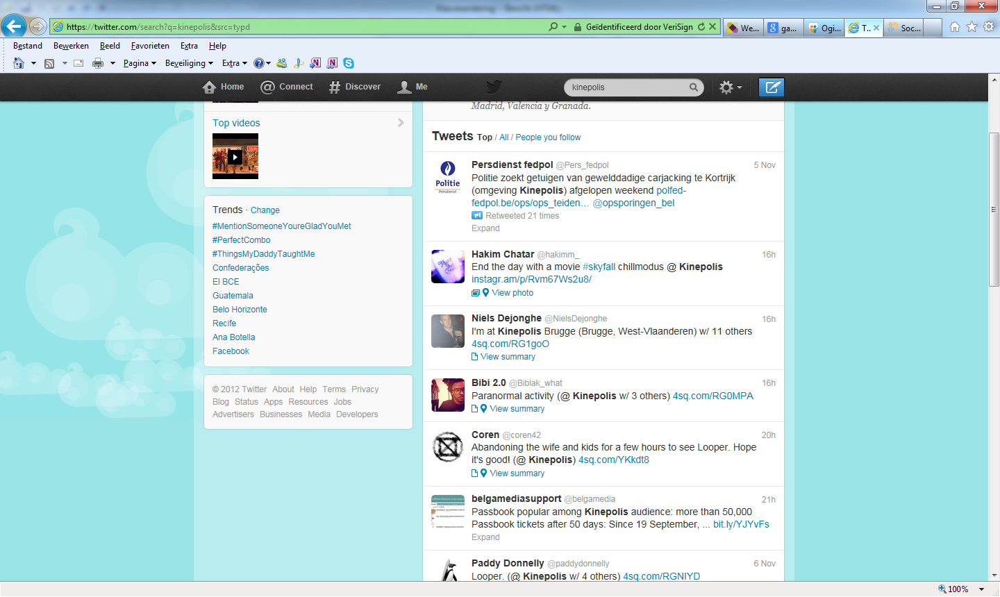 https://twitter.com/search?q=kinepolis&src=typd
Geïdentificeerd door VeriSign
We...
ga...
Ogi...
T...
Soc...
Bestand Bewerken Beeld Favorieten Extra Help
Pagina Beveiliging Extra
Home Connect Discover Me
kinepolis
Madrid, Valencia y Granada.
Top videos
Trends · Change
#MentionSomeoneYoureGladYouMet
#PerfectCombo
#ThingsMyDaddyTaughtMe
Confederações
El BCE
Guatemala
Belo Horizonte
Recife
Ana Botella
Facebook
© 2012 Twitter About Help Terms Privacy
Blog Status Apps Resources Jobs
Advertisers Businesses Media Developers
Tweets Top / All / People you follow
Politie
Persdienst
Persdienst fedpol @Pers_fedpol 5 Nov
Politie zoekt getuigen van gewelddadige carjacking te Kortrijk
(omgeving Kinepolis) afgelopen weekend polfed-
fedpol.be/ops/ops_teiden… @opsporingen_bel
Retweeted 21 times
Expand
Hakim Chatar @hakimm_ 16h
End the day with a movie #skyfall chillmodus @ Kinepolis
instagr.am/p/Rvm67Ws2u8/
View photo
Niels Dejonghe @NielsDejonghe 16h
I'm at Kinepolis Brugge (Brugge, West-Vlaanderen) w/ 11 others
4sq.com/RG1goO
View summary
Bibi 2.0 @Biblak_what 16h
Paranormal activity (@ Kinepolis w/ 3 others) 4sq.com/RG0MPA
View summary
Coren @coren42 20h
Abandoning the wife and kids for a few hours to see Looper. Hope
it's good! (@ Kinepolis) 4sq.com/YKkdt8
View summary
belgamediasupport @belgamedia 21h
Passbook popular among Kinepolis audience: more than 50,000
Passbook tickets after 50 days: Since 19 September, ... bit.ly/YJYvFs
Expand
Paddy Donnelly @paddydonnelly 6 Nov
Looper. (@ Kinepolis w/ 4 others) 4sq.com/RGNIYD
100%